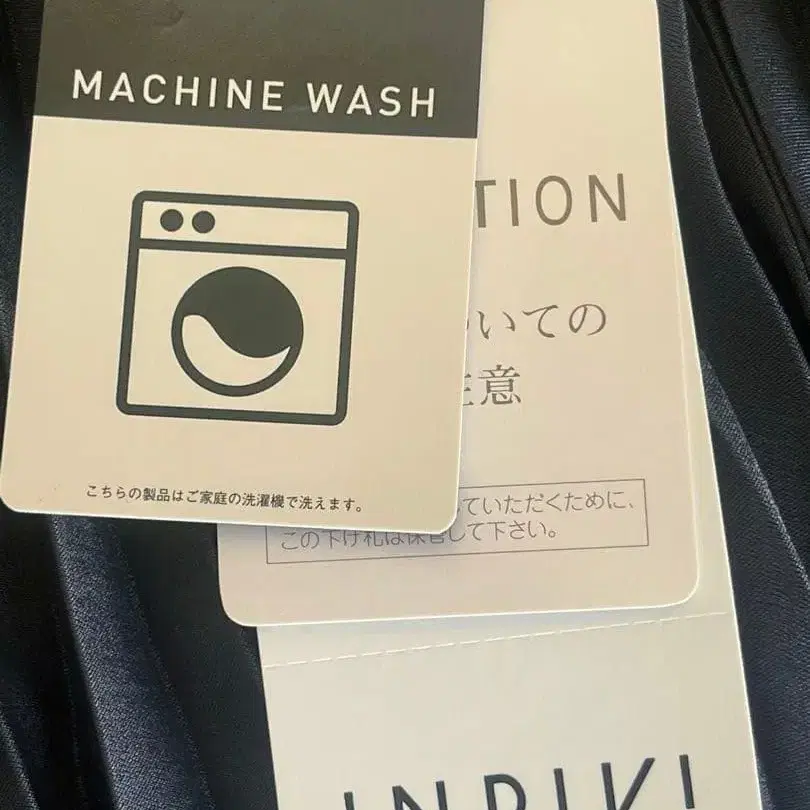 MACHINE WASH
こちらの製品はご家庭の洗濯機で洗えます。
TION
いての
意
ていただくために、
この下げ札は保管して下さい。